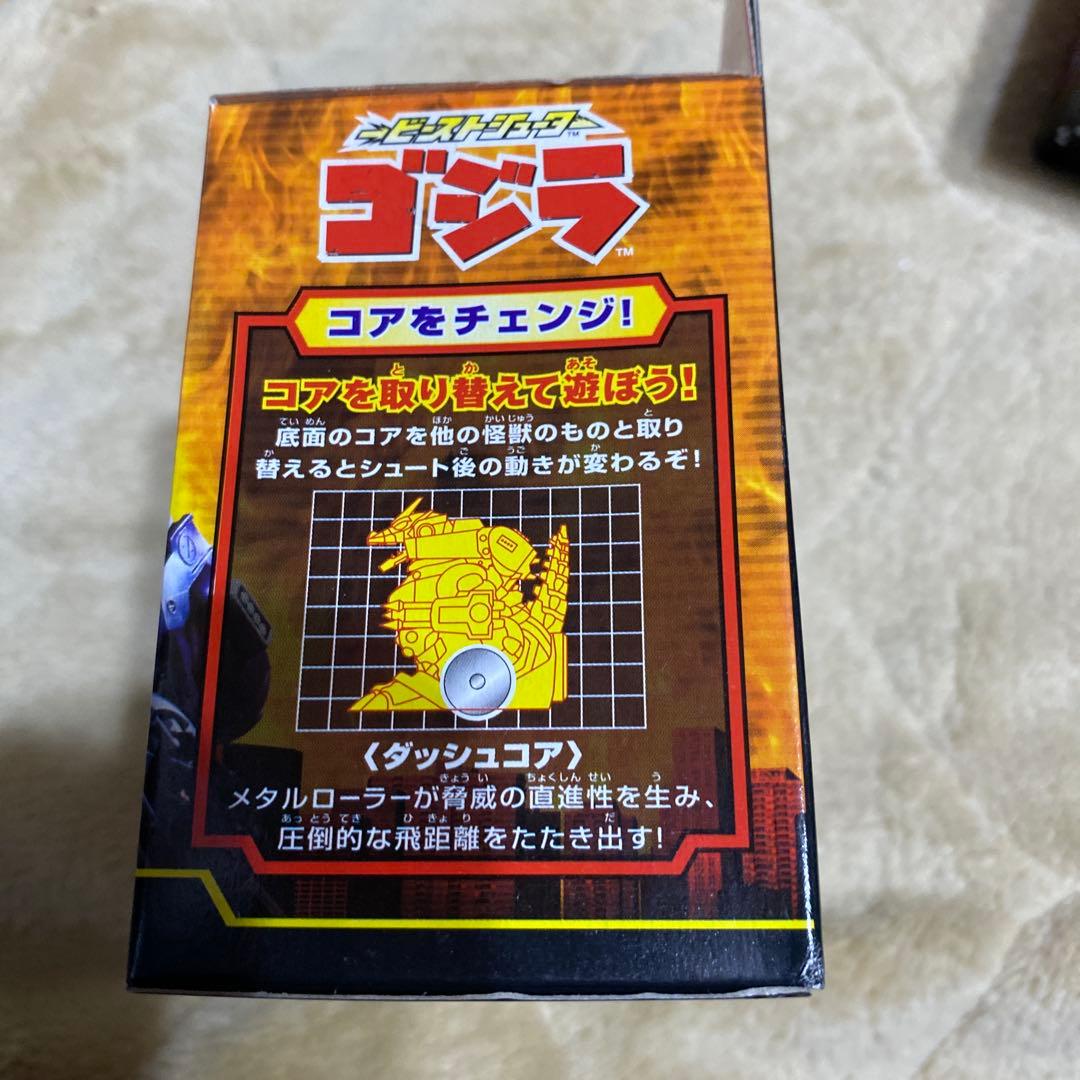 ビーストシューター™
ゴジラ™
コアをチェンジ!
コアを取り替えて遊ぼう!
底面のコアを他の怪獣のものと取り
替えるとシュート後の動きが変わるぞ!
〈ダッシュコア〉
メタルローラーが脅威の直進性を生み、
圧倒的な飛距離をたたき出す!